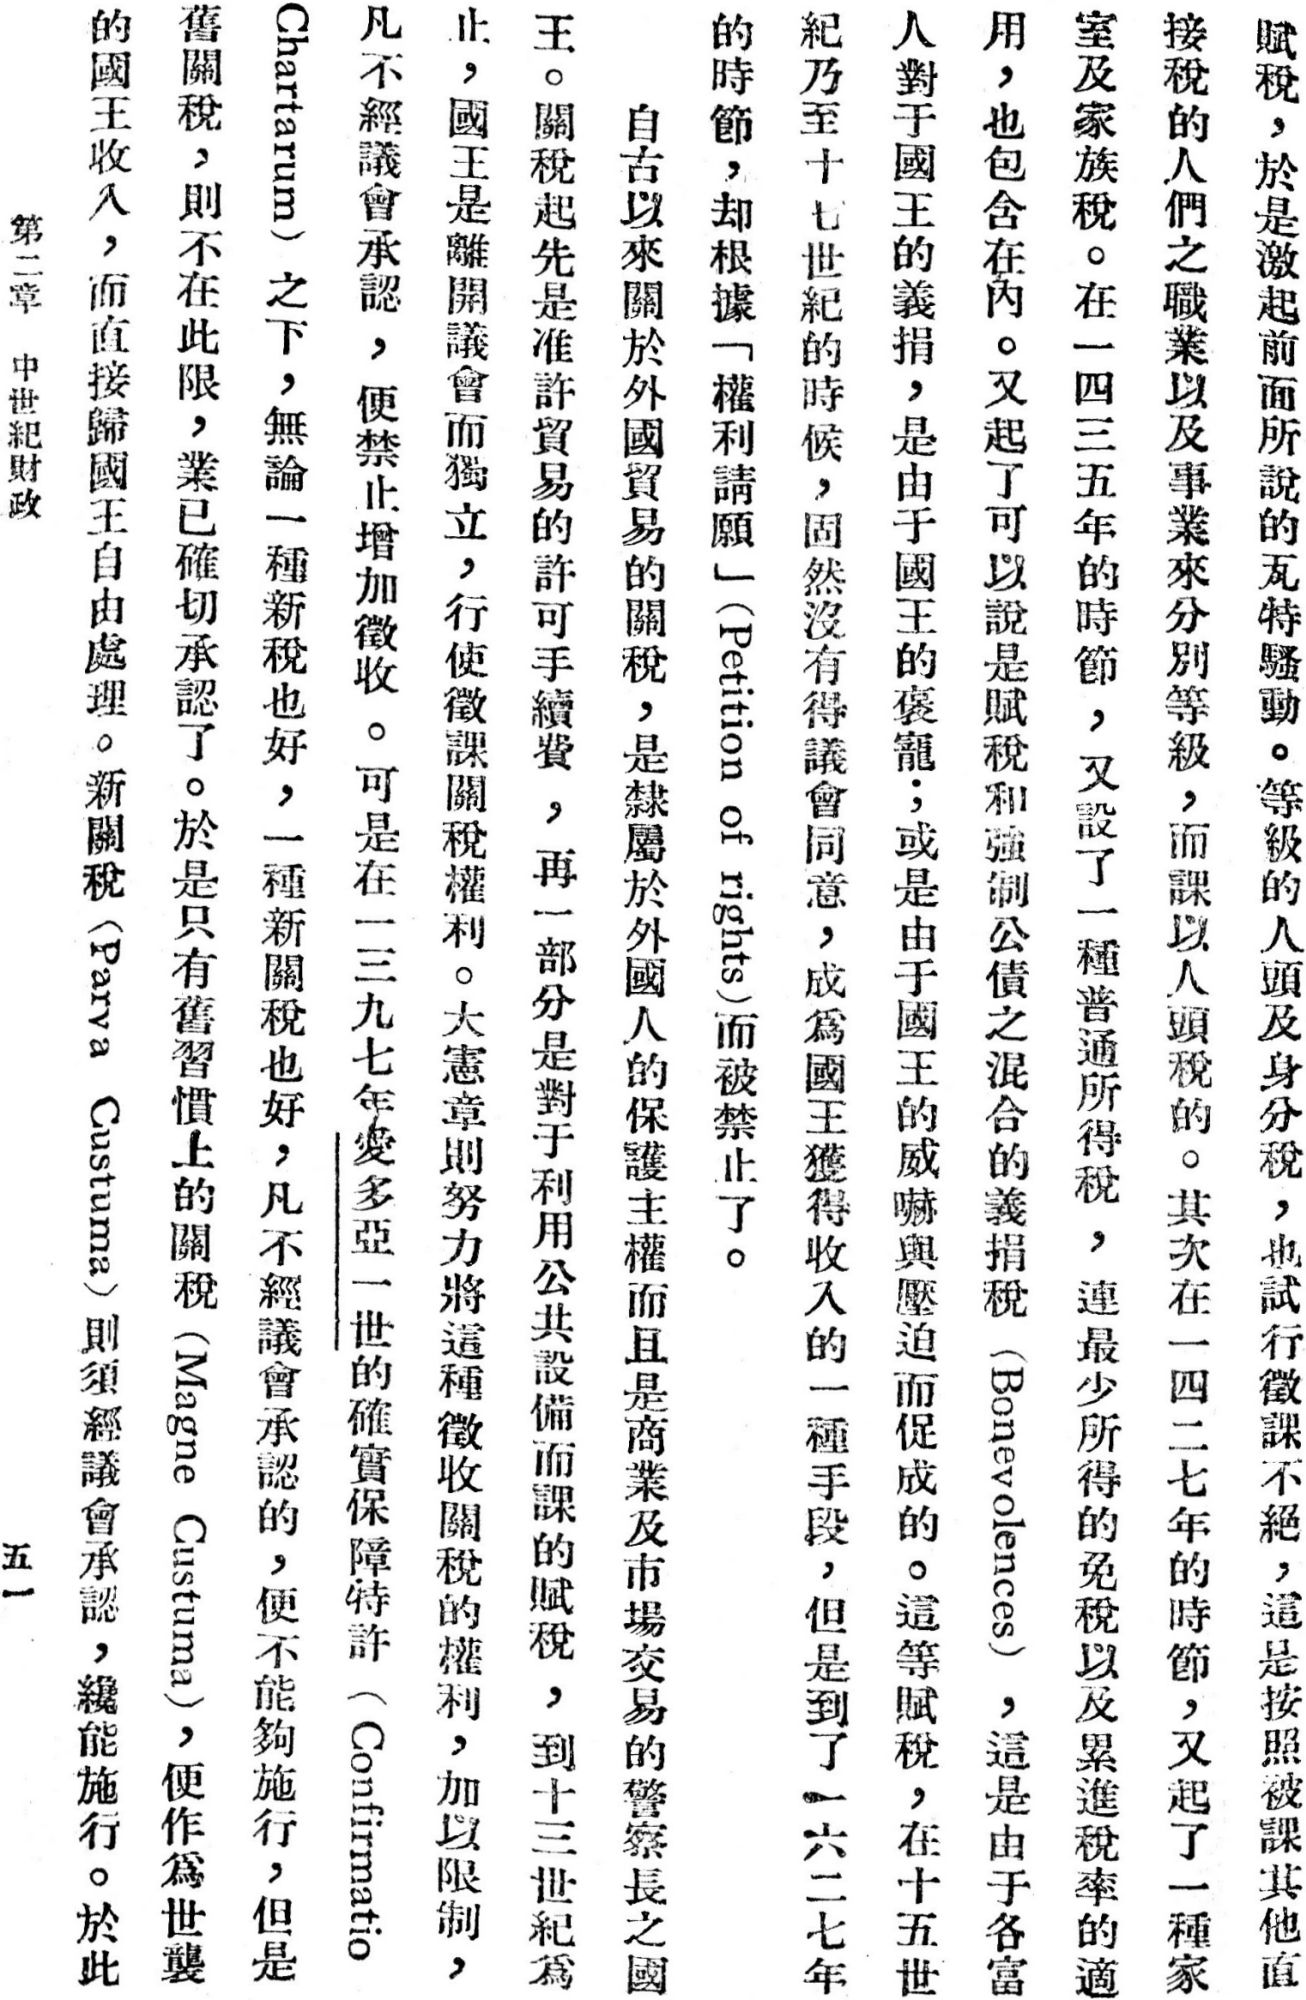 賦稅，於是激起前面所說的瓦特騷動。等級的人頭及身分稅，也試行徵課不絕，這是按照被課其他直
接稅的人們之職業以及事業來分別等級，而課以人頭稅的。其次在一四二七年的時節，又起了一種家
室及家族稅。在一四三五年的時節，又設了一種普通所得稅，連最少所得的免稅以及累進稅率的適
用，也包含在內。又起了可以說是賦稅和強制公債之混合的義捐稅（Bonevolences），這是由于各富
人對于國王的義捐，是由于國王的褒寵；或是由于國王的威嚇與壓迫而促成的。這等賦稅，在十五世
紀乃至十七世紀的時候，固然沒有得議會同意，成爲國王獲得收入的一種手段，但是到了一六二七年
的時節，却根據「權利請願」（Petition of rights）而被禁止了。
自古以來關於外國貿易的關稅，是隸屬於外國人的保護主權而且是商業及市場交易的警察長之國
王。關稅起先是准許貿易的許可手續費，再一部分是對于利用公共設備而課的賦稅，到十三世紀爲
止，國王是離開議會而獨立，行使徵課關稅權利。大憲章則努力將這種徵收關稅的權利，加以限制，
凡不經議會承認，便禁止增加徵收。可是在一三九七年愛多亞一世的確實保障特許（Confirmatio
Chartarum）之下，無論一種新稅也好，一種新關稅也好，凡不經議會承認的，便不能夠施行，但是
舊關稅，則不在此限，業已確切承認了。於是只有舊習慣上的關稅（Magne Custuma），便作爲世襲
的國王收入，而直接歸國王自由處理。新關稅（Parva Custuma）則須經議會承認，纔能施行。於此
第二章 中世紀財政 五一